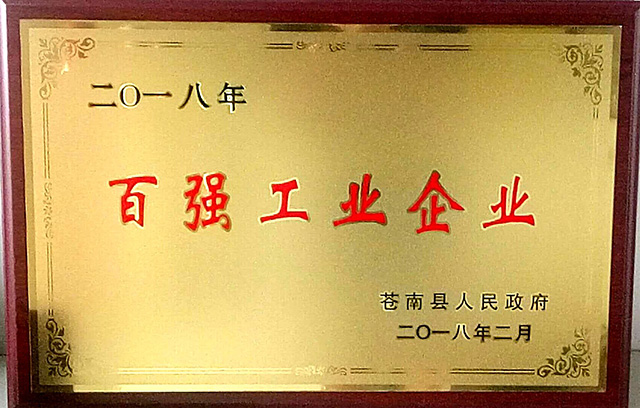 二〇一八年
百强工业企业
苍南县人民政府
二〇一八年二月